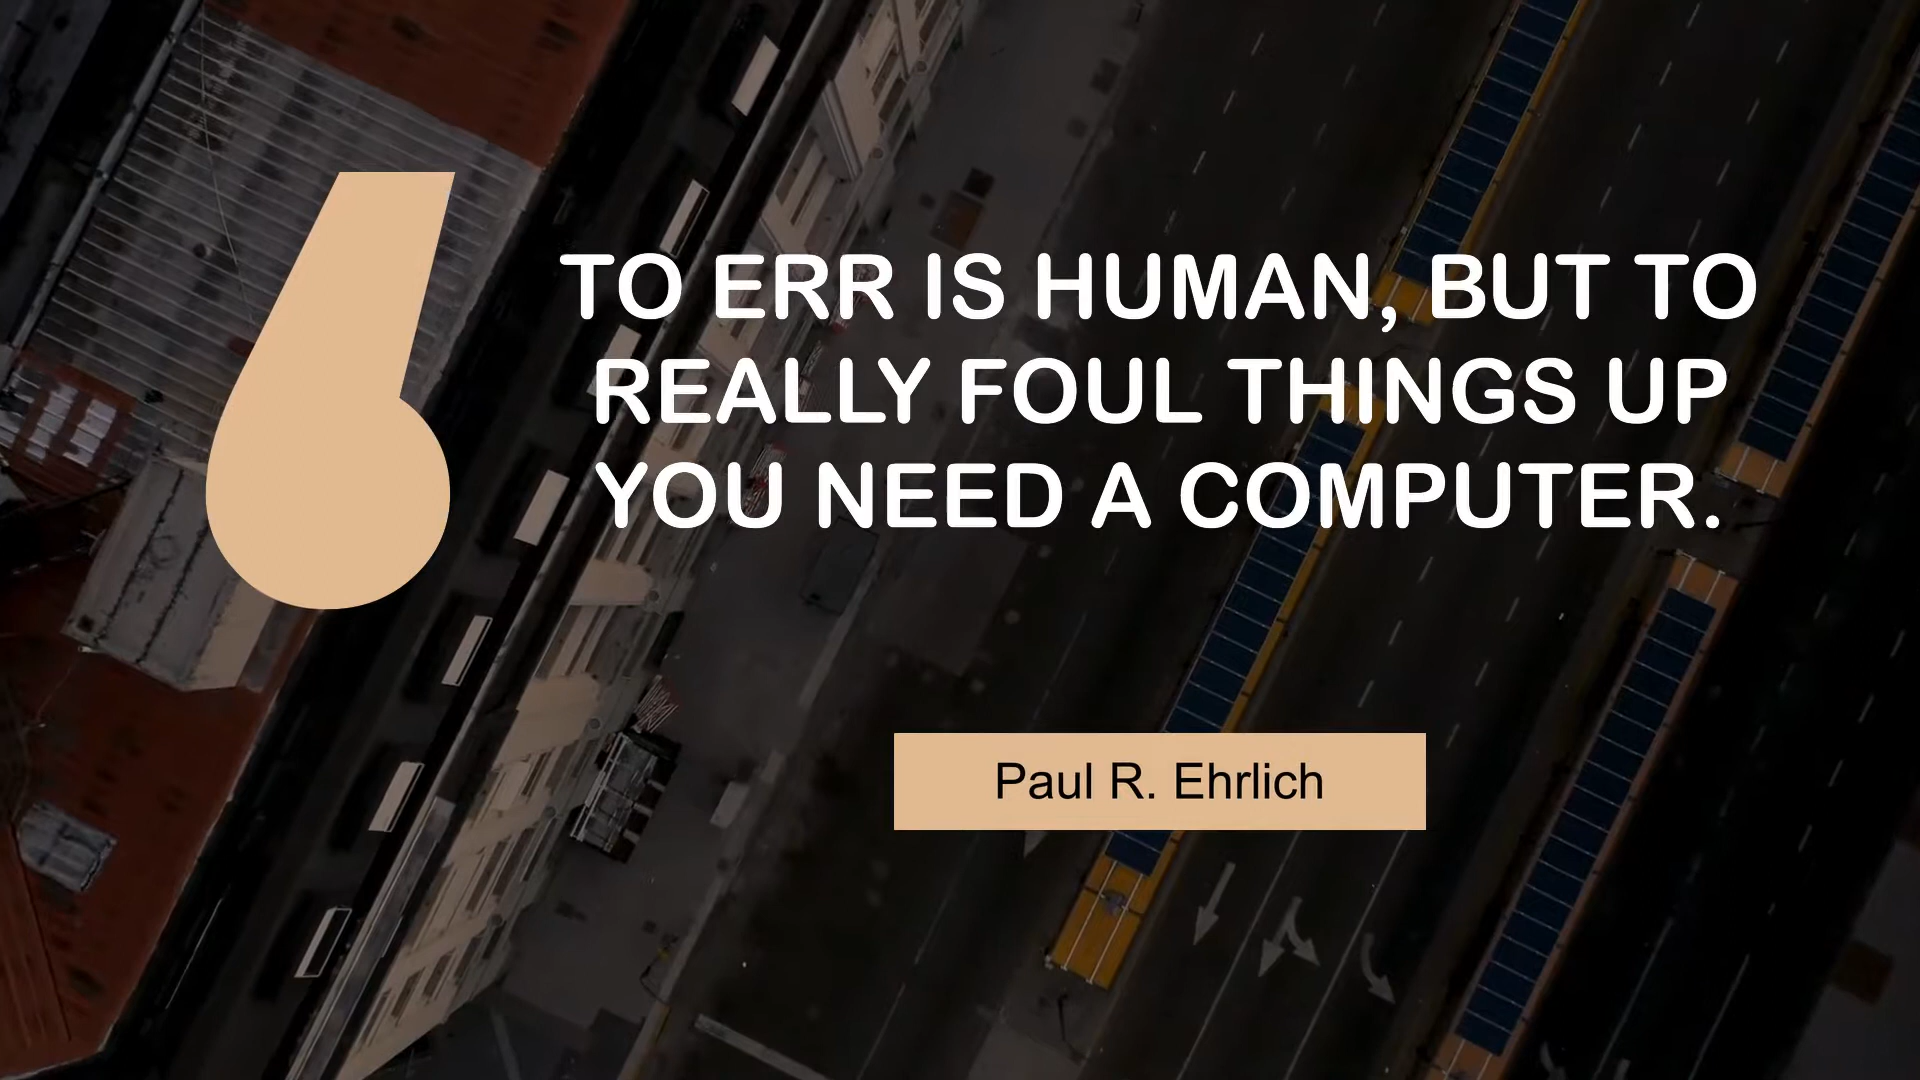 TO ERR IS HUMAN, BUT TO
REALLY FOUL THINGS UP
YOU NEED A COMPUTER.
Paul R. Ehrlich